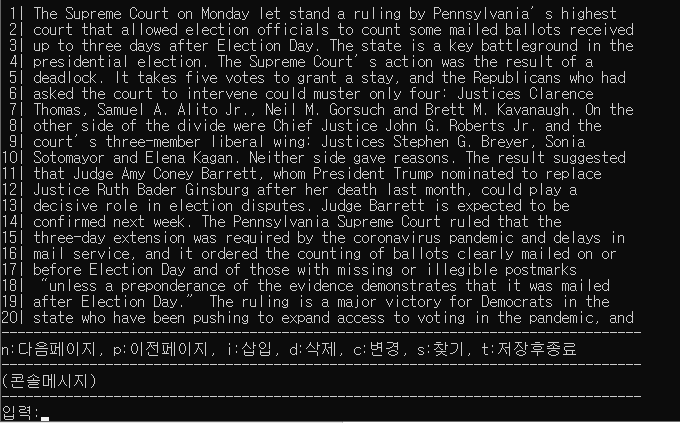 1| The Supreme Court on Monday let stand a ruling by Pennsylvania's highest
2| court that allowed election officials to count some mailed ballots received
3| up to three days after Election Day. The state is a key battleground in the
4| presidential election. The Supreme Court's action was the result of a
5| deadlock. It takes five votes to grant a stay, and the Republicans who had
6| asked the court to intervene could muster only four: Justices Clarence
7| Thomas, Samuel A. Alito Jr., Neil M. Gorsuch and Brett M. Kavanaugh. On the
8| other side of the divide were Chief Justice John G. Roberts Jr. and the
9| court's three-member liberal wing: Justices Stephen G. Breyer, Sonia
10| Sotomayor and Elena Kagan. Neither side gave reasons. The result suggested
11| that Judge Amy Coney Barrett, whom President Trump nominated to replace
12| Justice Ruth Bader Ginsburg after her death last month, could play a
13| decisive role in election disputes. Judge Barrett is expected to be
14| confirmed next week. The Pennsylvania Supreme Court ruled that the
15| three-day extension was required by the coronavirus pandemic and delays in
16| mail service, and it ordered the counting of ballots clearly mailed on or
17| before Election Day and of those with missing or illegible postmarks
18| “unless a preponderance of the evidence demonstrates that it was mailed
19| after Election Day.” The ruling is a major victory for Democrats in the
20| state who have been pushing to expand access to voting in the pandemic, and
n:다음페이지, p:이전페이지, i:삽입, d:삭제, c:변경, s:찾기, t:저장후종료
(콘솔메시지)
입력: